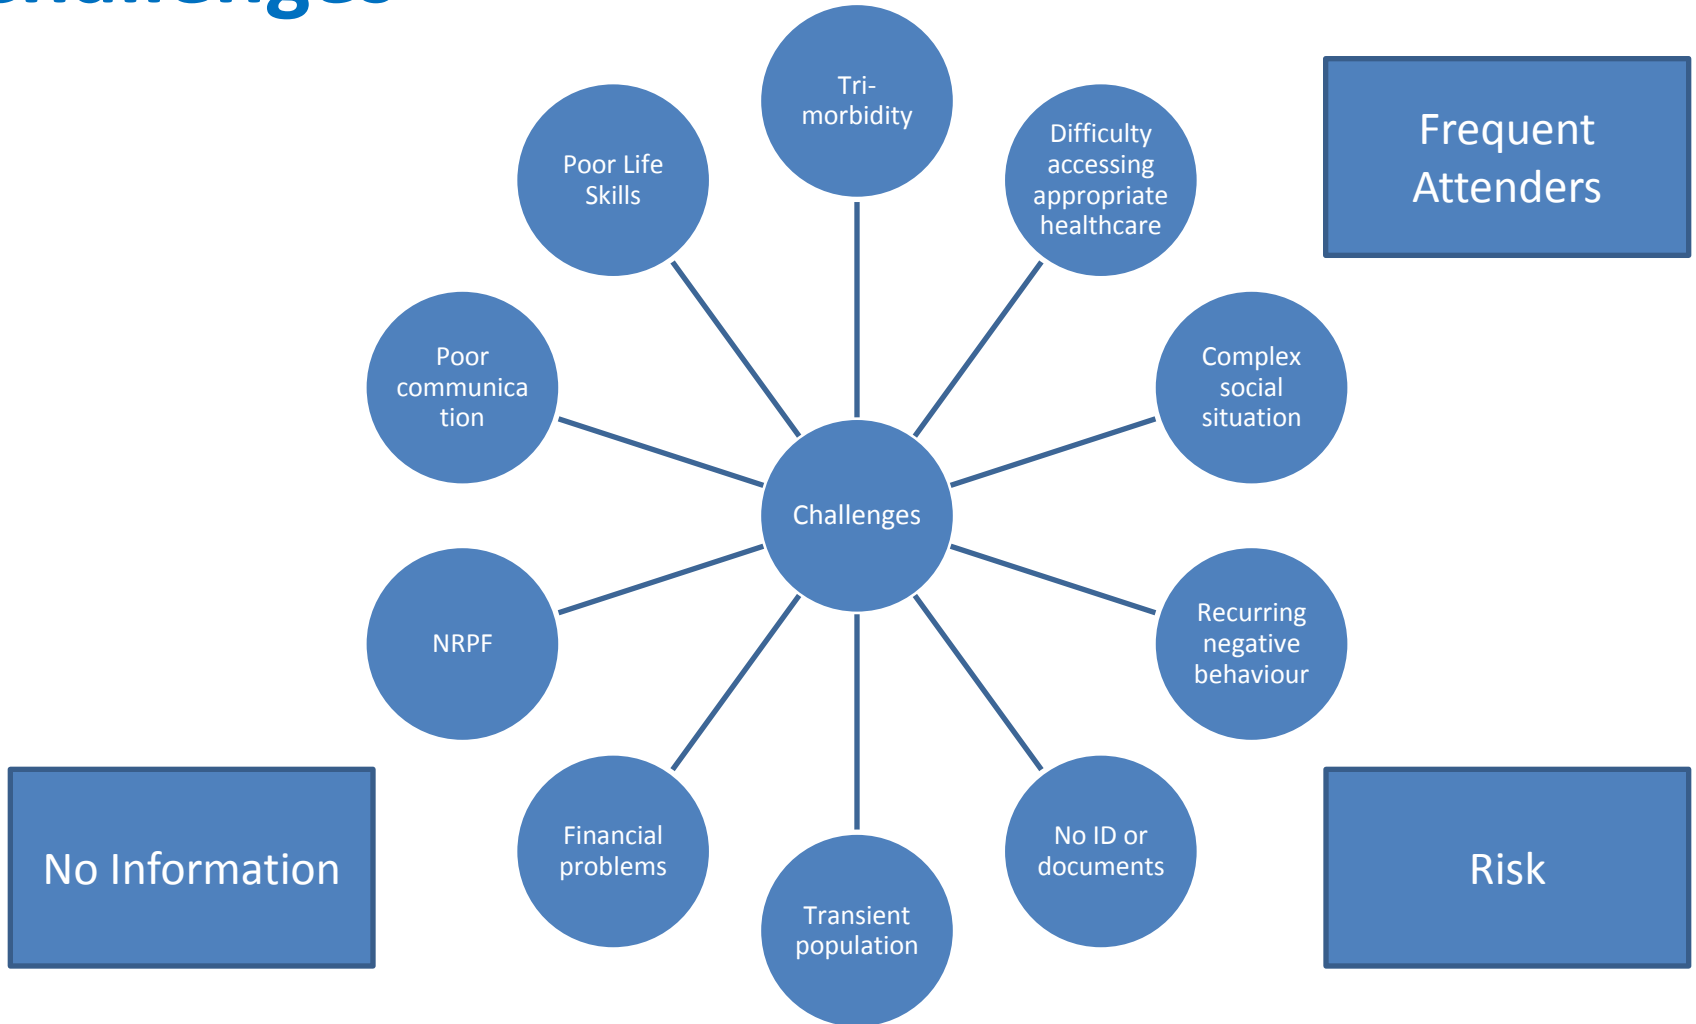 Challenges
Tri-
morbidity
Difficulty
accessing
appropriate
healthcare
Frequent
Attenders
Poor Life
Skills
Complex
social
situation
Poor
communica
tion
Challenges
Recurring
negative
behaviour
NRPF
No ID or
documents
Financial
problems
Transient
population
No Information
Risk